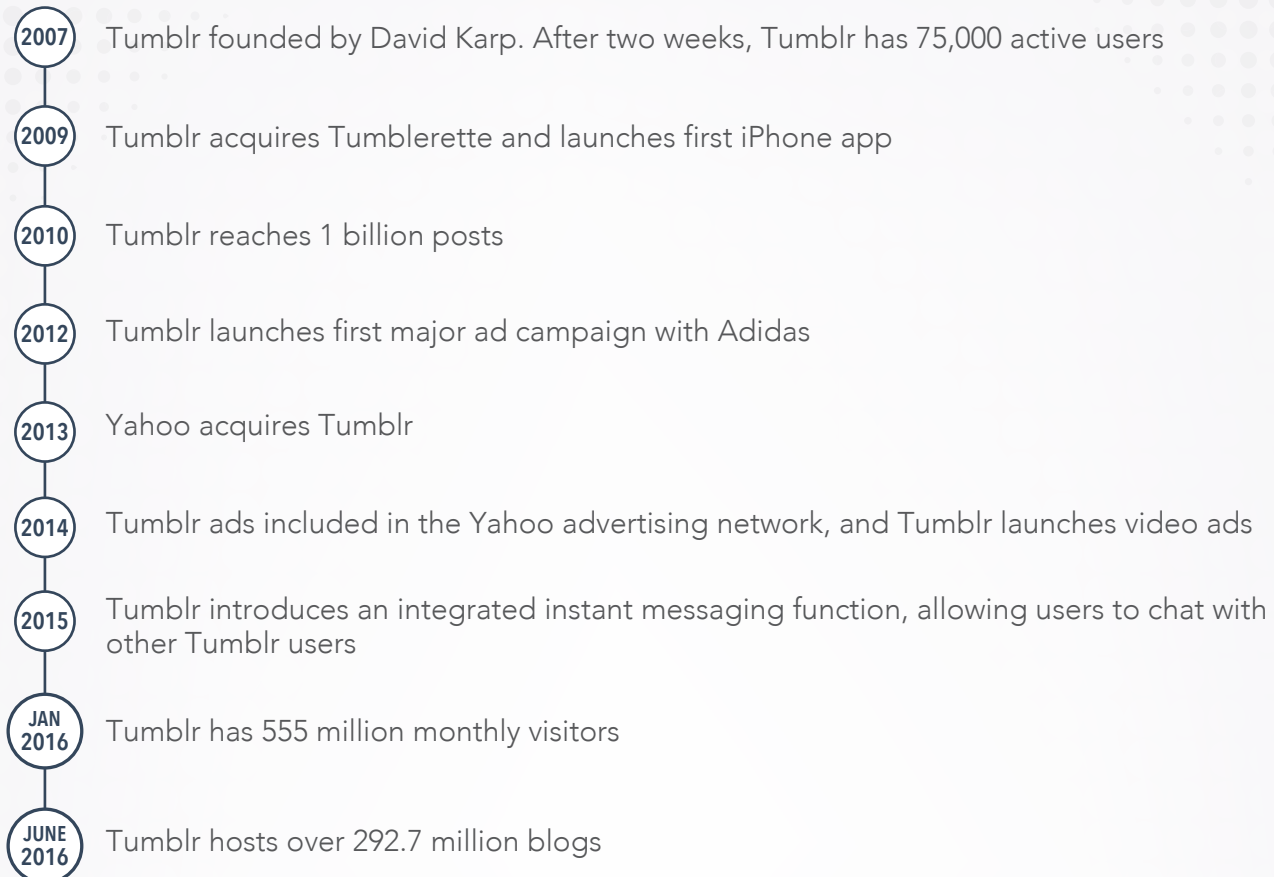 2007
Tumblr founded by David Karp. After two weeks, Tumblr has 75,000 active users
2009
Tumblr acquires Tumblerette and launches first iPhone app
2010
Tumblr reaches 1 billion posts
2012
Tumblr launches first major ad campaign with Adidas
2013
Yahoo acquires Tumblr
2014
Tumblr ads included in the Yahoo advertising network, and Tumblr launches video ads
2015
Tumblr introduces an integrated instant messaging function, allowing users to chat with
other Tumblr users
JAN
2016
Tumblr has 555 million monthly visitors
JUNE
2016
Tumblr hosts over 292.7 million blogs